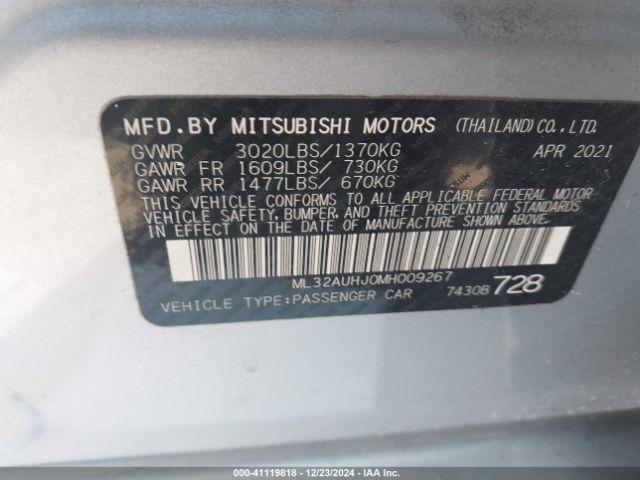 MFD.BY MITSUBISHI MOTORS (THAILAND)CO.,LTD.
GVWR 3020LBS/1370KG APR 2021
GAWR FR 1609LBS/ 730KG
GAWR RR 1477LBS/ 670KG
THIS VEHICLE CONFORMS TO ALL APPLICABLE FEDERAL MOTOR
VEHICLE SAFETY, BUMPER, AND THEFT PREVENTION STANDARDS
IN EFFECT ON THE DATE OF MANUFACTURE SHOWN ABOVE.
ML32AUHJ0MH009267
VEHICLE TYPE:PASSENGER CAR 7430B 728
000-41119818 - 12/23/2024 - IAA Inc.